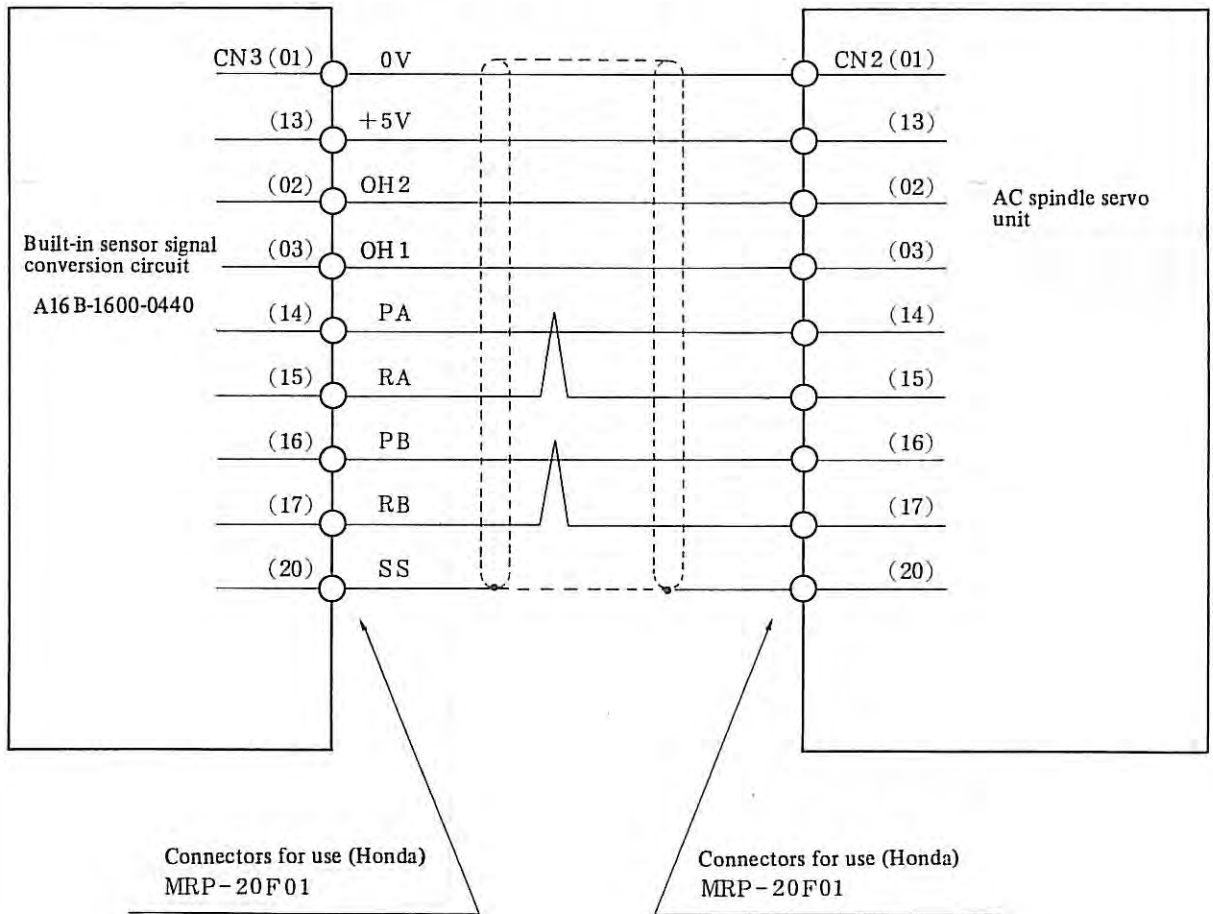 CN3 (01) 0V CN2 (01)
(13) +5V (13)
(02) OH2 (02)
(03) OH1 (03)
(14) PA (14)
(15) RA (15)
(16) PB (16)
(17) RB (17)
(20) SS (20)
Built-in sensor signal
conversion circuit
A16B-1600-0440
AC spindle servo
unit
Connectors for use (Honda)
MRP-20F01
Connectors for use (Honda)
MRP-20F01